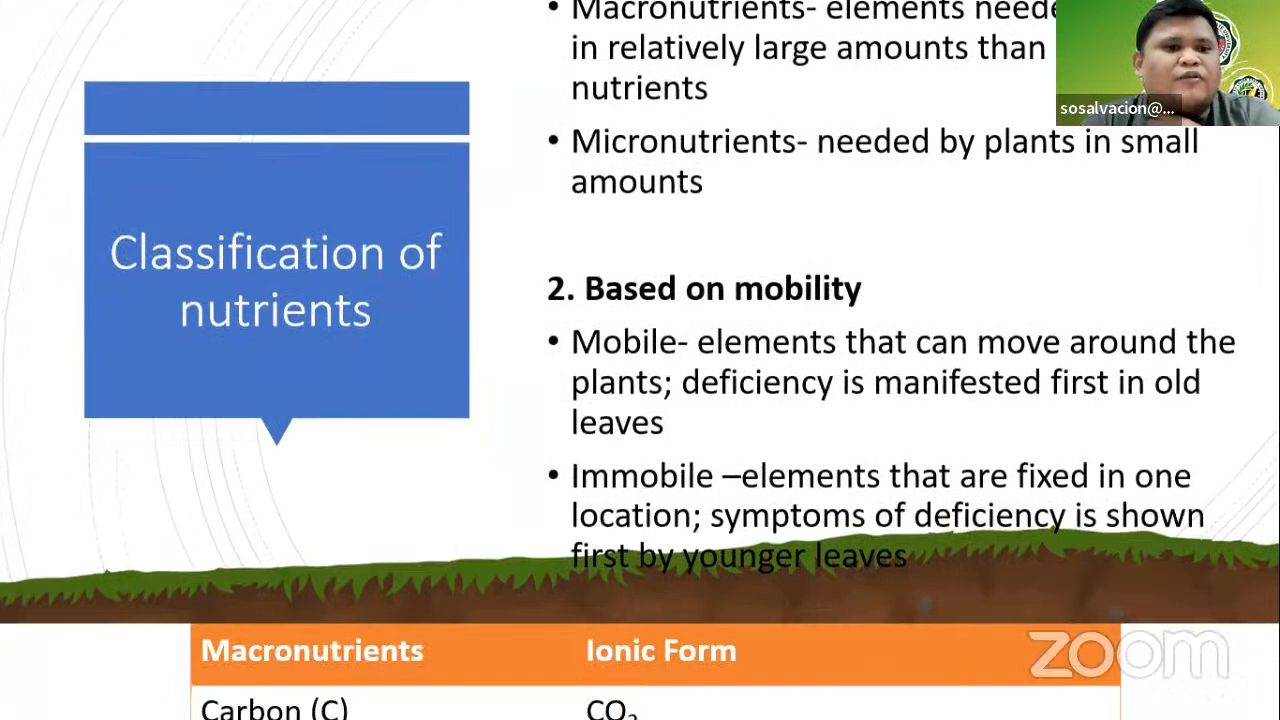 • Macronutrients- elements
in relatively large amounts than
nutrients
sosalvacion@...
• Micronutrients- needed by plants in small
amounts
Classification of
nutrients
2. Based on mobility
• Mobile- elements that can move around the
plants; deficiency is manifested first in old
leaves
• Immobile –elements that are fixed in one
location; symptoms of deficiency is shown
first by younger leaves
Macronutrients Ionic Form
zoom
Carbon (C) CO₂